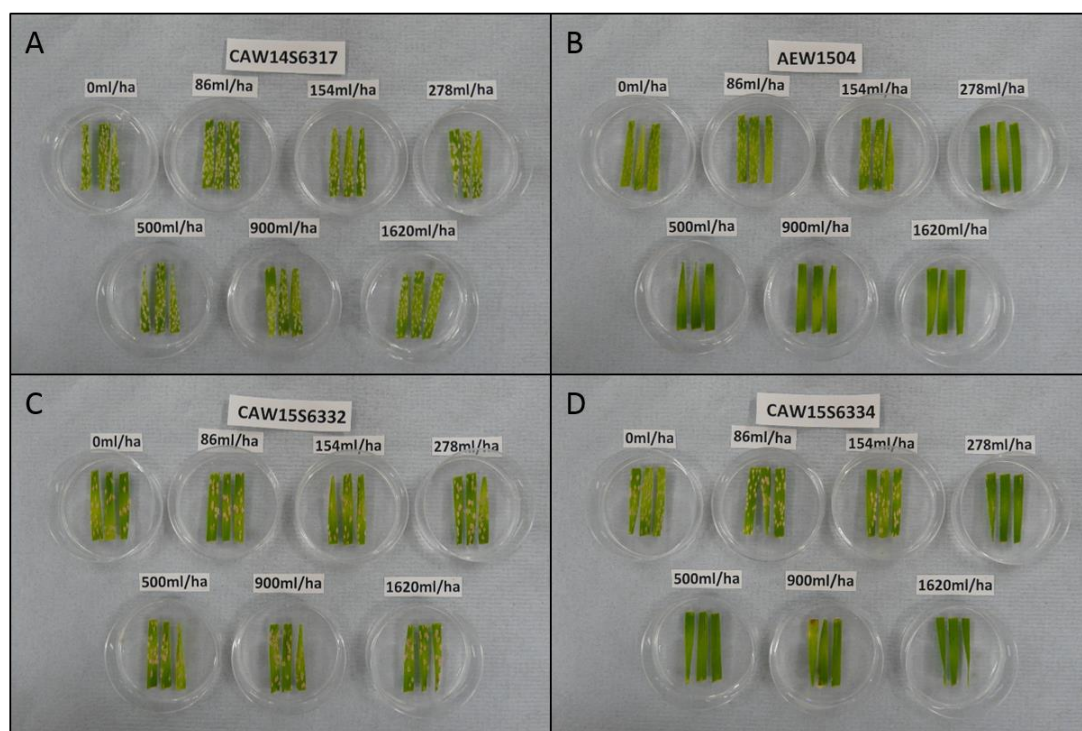 A
CAW14S6317
0ml/ha 86ml/ha 154ml/ha 278ml/ha
500ml/ha 900ml/ha 1620ml/ha
B
AEW1504
0ml/ha 86ml/ha 154ml/ha 278ml/ha
500ml/ha 900ml/ha 1620ml/ha
C
CAW15S6332
0ml/ha 86ml/ha 154ml/ha 278ml/ha
500ml/ha 900ml/ha 1620ml/ha
D
CAW15S6334
0ml/ha 86ml/ha 154ml/ha 278ml/ha
500ml/ha 900ml/ha 1620ml/ha